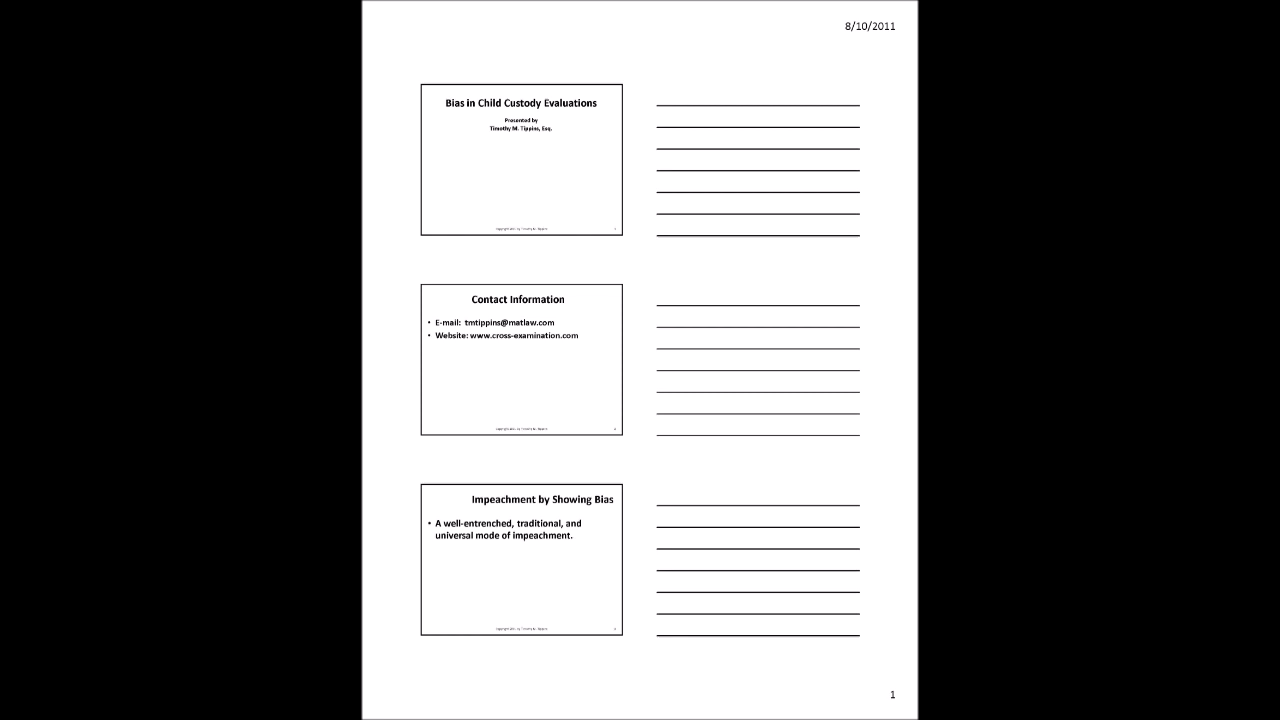 8/10/2011
Bias in Child Custody Evaluations
Presented by
Timothy M. Tippins, Esq.
Contact Information
• E-mail: tmtippins@matlaw.com
• Website: www.cross-examination.com
Impeachment by Showing Bias
• A well-entrenched, traditional, and
universal mode of impeachment.
1